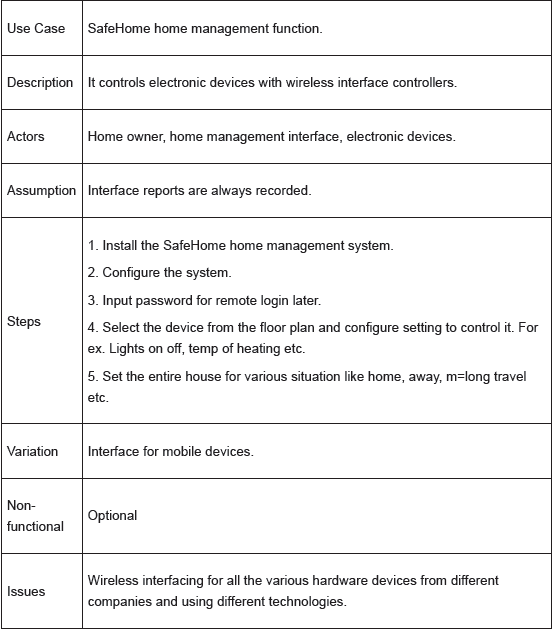 Use Case SafeHome home management function.
Description It controls electronic devices with wireless interface controllers.
Actors Home owner, home management interface, electronic devices.
Assumption Interface reports are always recorded.
Steps
1. Install the SafeHome home management system.
2. Configure the system.
3. Input password for remote login later.
4. Select the device from the floor plan and configure setting to control it. For
ex. Lights on off, temp of heating etc.
5. Set the entire house for various situation like home, away, m=long travel
etc.
Variation Interface for mobile devices.
Non-
functional
Optional
Issues
Wireless interfacing for all the various hardware devices from different
companies and using different technologies.